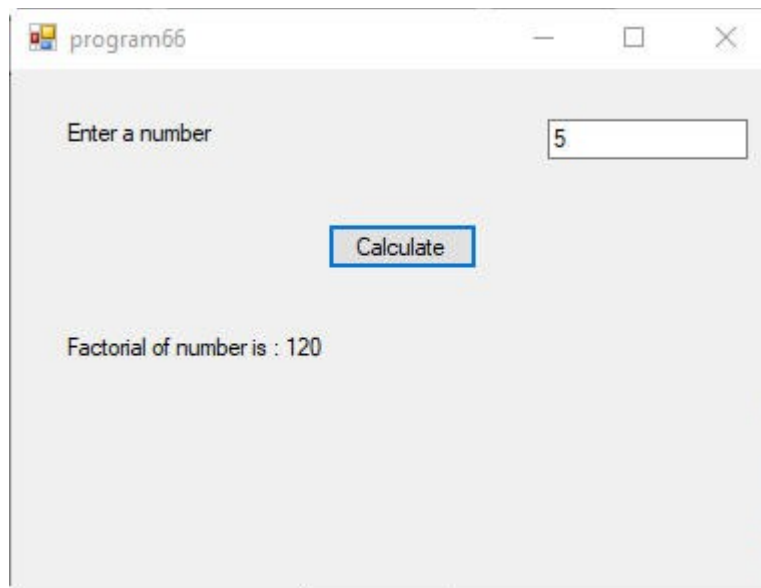 program66
Enter a number 5
Calculate
Factorial of number is : 120